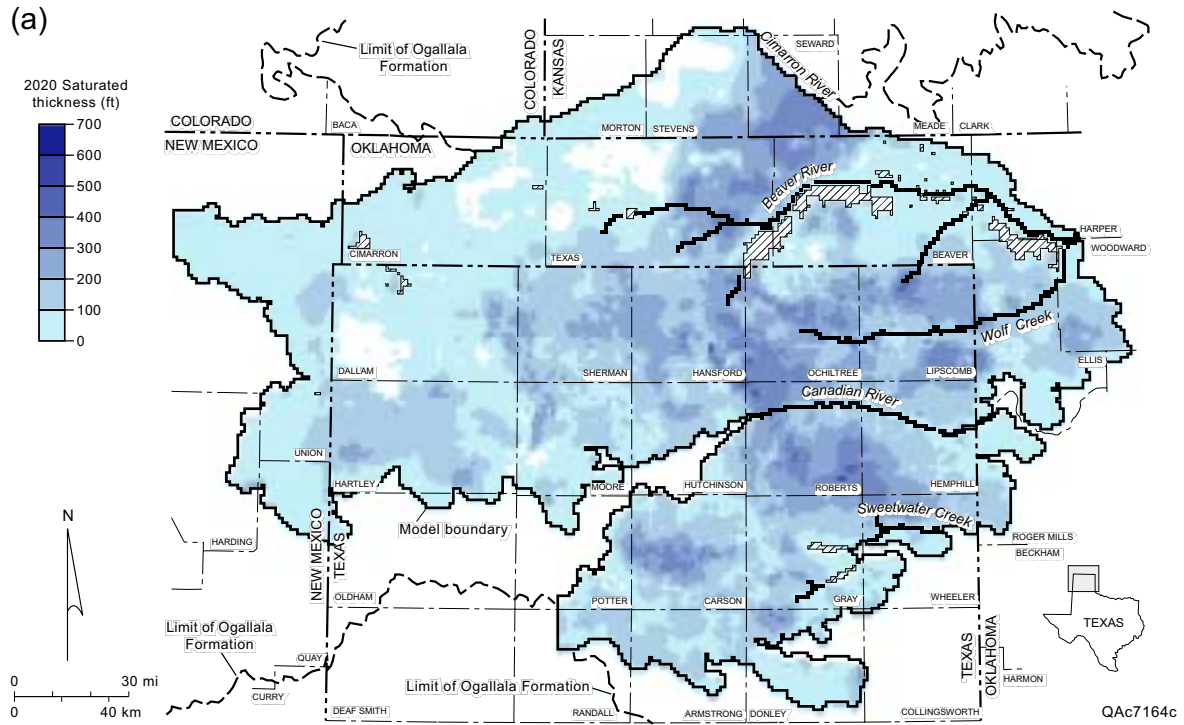 (a)
Limit of Ogallala
Formation
2020 Saturated
thickness (ft)
700
600
500
400
300
200
100
0
COLORADO
KANSAS
SEWARD
Cimarron River
COLORADO
NEW MEXICO
BACA
OKLAHOMA
MORTON
STEVENS
MEADE
CLARK
Beaver River
CIMARRON
TEXAS
BEAVER
HARPER
WOODWARD
Wolf Creek
ELLIS
DALLAM
SHERMAN
HANSFORD
OCHILTREE
LIPSCOMB
Canadian River
UNION
HARTLEY
MOORE
HUTCHINSON
ROBERTS
HEMPHILL
Model boundary
Sweetwater Creek
N
HARDING
NEW MEXICO
TEXAS
ROGER MILLS
BECKHAM
OLDHAM
POTTER
CARSON
GRAY
WHEELER
TEXAS
Limit of Ogallala
Formation
QUAY
TEXAS
OKLAHOMA
HARMON
0
30 mi
0
40 km
CURRY
Limit of Ogallala Formation
DEAF SMITH
RANDALL
ARMSTRONG
DONLEY
COLLINGSWORTH
QAc7164c